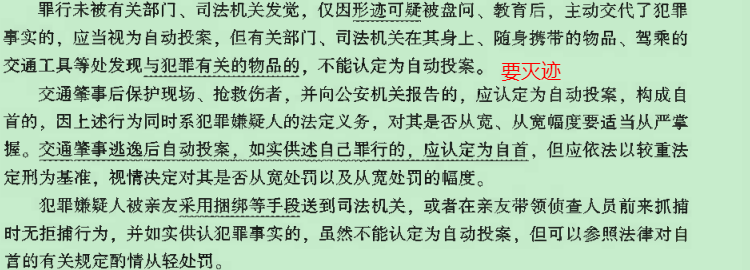 罪行未被有关部门、司法机关发觉，仅因形迹可疑被盘问、教育后，主动交代了犯罪
事实的，应当视为自动投案，但有关部门、司法机关在其身上、随身携带的物品、驾乘的
交通工具等处发现与犯罪有关的物品的，不能认定为自动投案。 要灭迹
交通肇事后保护现场、抢救伤者，并向公安机关报告的，应认定为自动投案，构成自
首的，因上述行为同时系犯罪嫌疑人的法定义务，对其是否从宽、从宽幅度要适当从严掌
握。交通肇事逃逸后自动投案，如实供述自己罪行的，应认定为自首，但应依法以较重法
定刑为基准，视情决定对其是否从宽处罚以及从宽处罚的幅度。
犯罪嫌疑人被亲友采用捆绑等手段送到司法机关，或者在亲友带领侦查人员前来抓捕
时无拒捕行为，并如实供认犯罪事实的，虽然不能认定为自动投案，但可以参照法律对自
首的有关规定酌情从轻处罚。